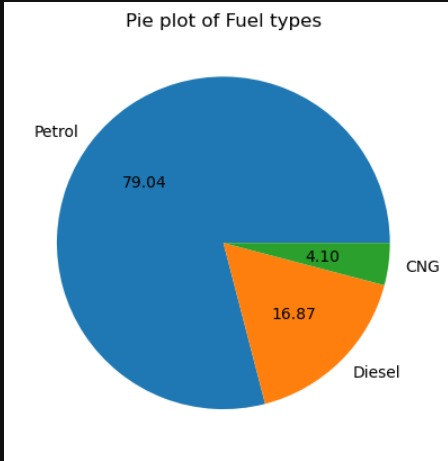 Pie plot of Fuel types
Petrol
79.04
4.10
CNG
16.87
Diesel